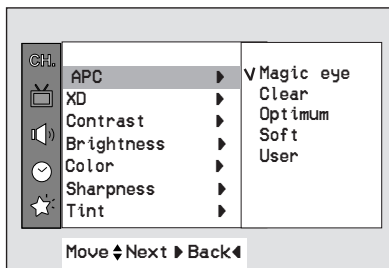 CH.
APC
XD
Contrast
Brightness
Color
Sharpness
Tint
V Magic eye
Clear
Optimum
Soft
User
Move Next Back